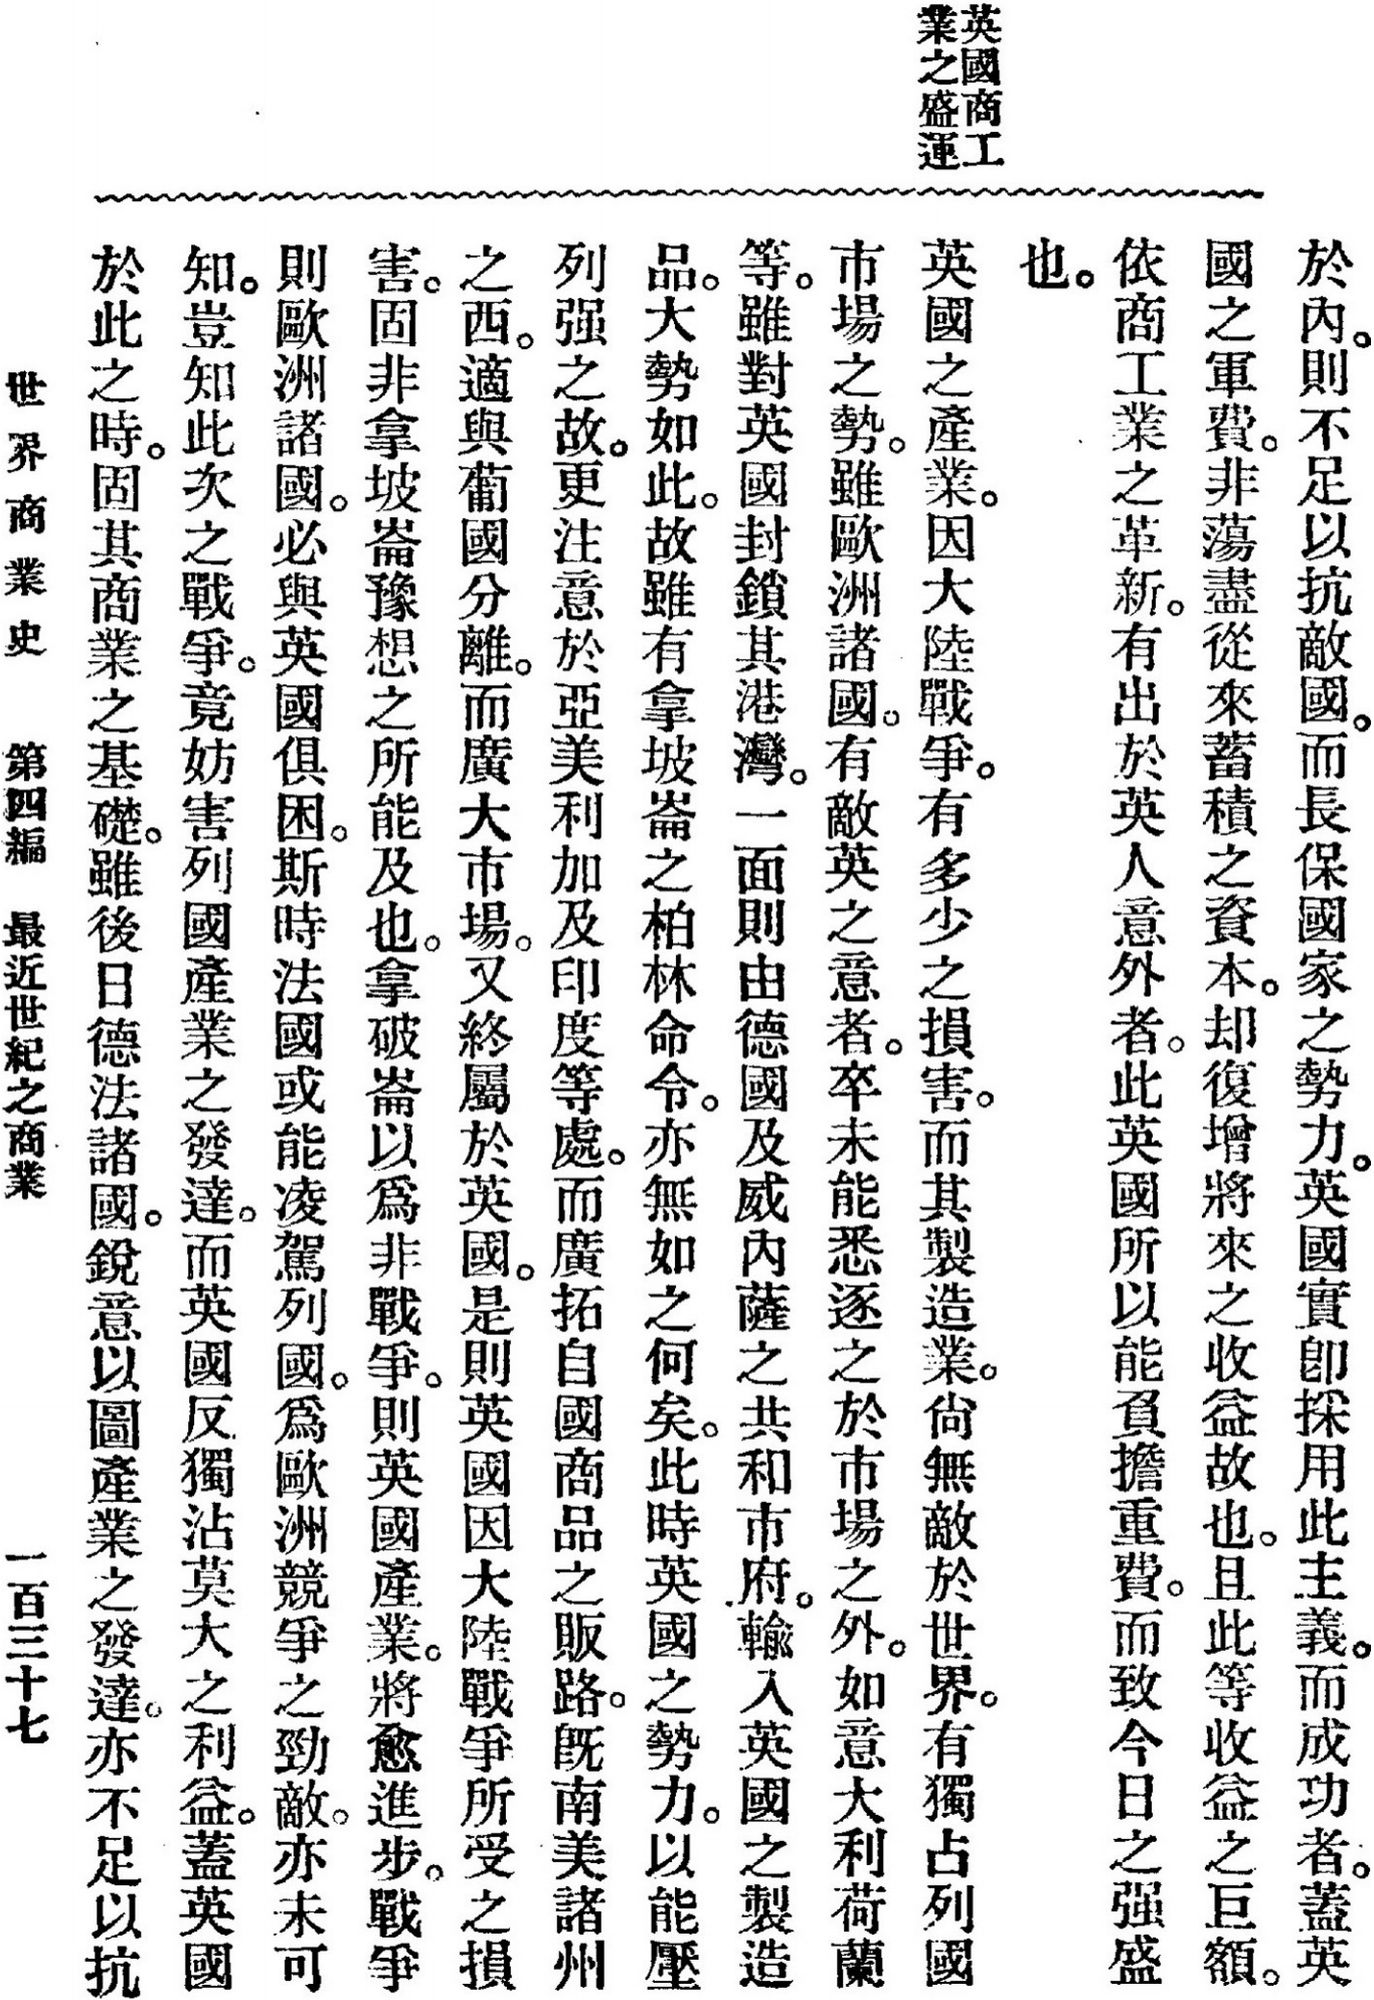 英國商工
業之盛運
於內。則不足以抗敵國。而長保國家之勢力。英國實卽採用此主義。而成功者。蓋英
國之軍費。非蕩盡從來蓄積之資本。却復增將來之收益故也。且此等收益之巨額。
依商工業之革新。有出於英人意外者。此英國所以能負擔重費。而致今日之强盛
也。
英國之產業。因大陸戰爭。有多少之損害。而其製造業。尙無敵於世界。有獨占列國
市場之勢。雖歐洲諸國。有敵英之意者。卒未能悉逐之於市場之外。如意大利荷蘭
等。雖對英國封鎖其港灣。一面則由德國及威內薩之共和市府。輸入英國之製造
品。大勢如此。故雖有拿坡崙之柏林命令。亦無如之何矣。此時英國之勢力。以能壓
列强之故。更注意於亞美利加及印度等處。而廣拓自國商品之販路。旣南美諸州
之西。適與葡國分離。而廣大市場。又終屬於英國。是則英國因大陸戰爭所受之損
害。固非拿坡崙豫想之所能及也。拿破崙以爲非戰爭。則英國產業。將愈進步。戰爭
則歐洲諸國。必與英國俱困。斯時法國或能凌駕列國。爲歐洲競爭之勁敵。亦未可
知。豈知此次之戰爭。竟妨害列國產業之發達。而英國反獨沾莫大之利益。蓋英國
於此之時。固其商業之基礎。雖後日德法諸國。銳意以圖產業之發達。亦不足以抗
世界商業史　第四編　最近世紀之商業　一百三十七